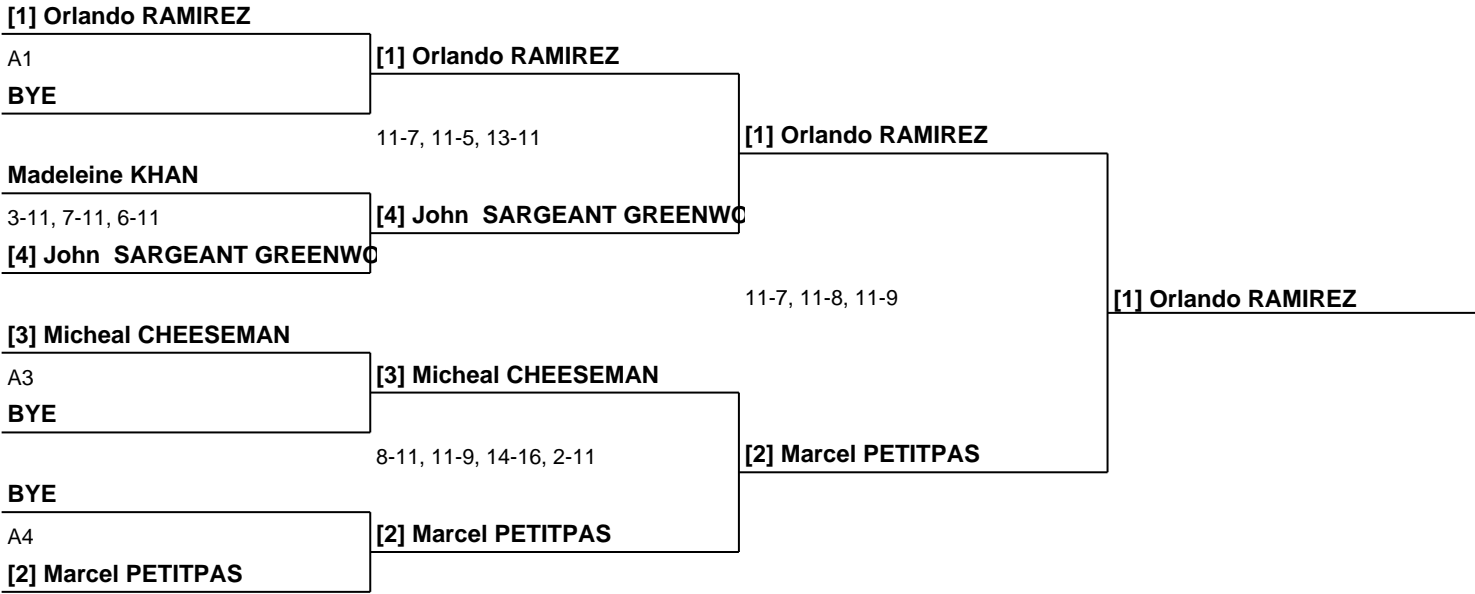 [1] Orlando RAMIREZ
A1
BYE
[1] Orlando RAMIREZ
11-7, 11-5, 13-11
Madeleine KHAN
3-11, 7-11, 6-11
[4] John  SARGEANT GREENWO
[4] John  SARGEANT GREENWO
[1] Orlando RAMIREZ
11-7, 11-8, 11-9
[1] Orlando RAMIREZ
[3] Micheal CHEESEMAN
A3
BYE
[3] Micheal CHEESEMAN
8-11, 11-9, 14-16, 2-11
[2] Marcel PETITPAS
BYE
A4
[2] Marcel PETITPAS
[2] Marcel PETITPAS